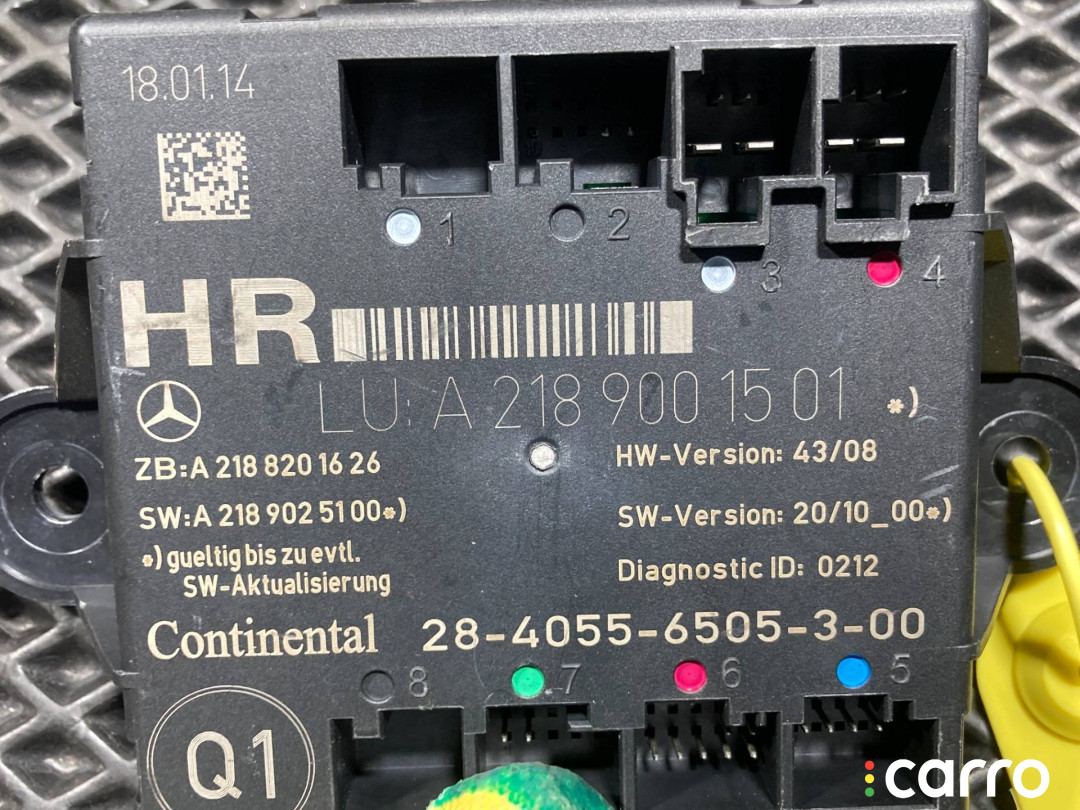 18.01.14
1 2 3 4
HR
LU: A 218 900 15 01 *)
ZB: A 218 820 16 26
HW-Version: 43/08
SW: A 218 902 51 00*)
SW-Version: 20/10_00*)
*) gueltig bis zu evtl.
SW-Aktualisierung
Diagnostic ID: 0212
Continental 28-4055-6505-3-00
8 7 6 5
Q1
carro